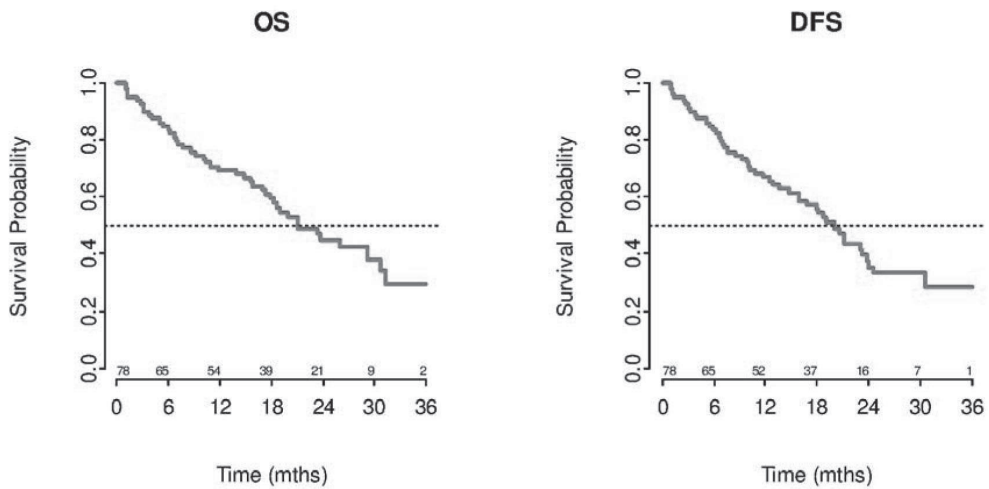 OS
Survival Probability
1.0
0.8
0.6
0.4
0.2
0.0
78 65 54 39 21 9 2
0 6 12 18 24 30 36
Time (mths)
DFS
Survival Probability
1.0
0.8
0.6
0.4
0.2
0.0
78 65 52 37 16 7 1
0 6 12 18 24 30 36
Time (mths)